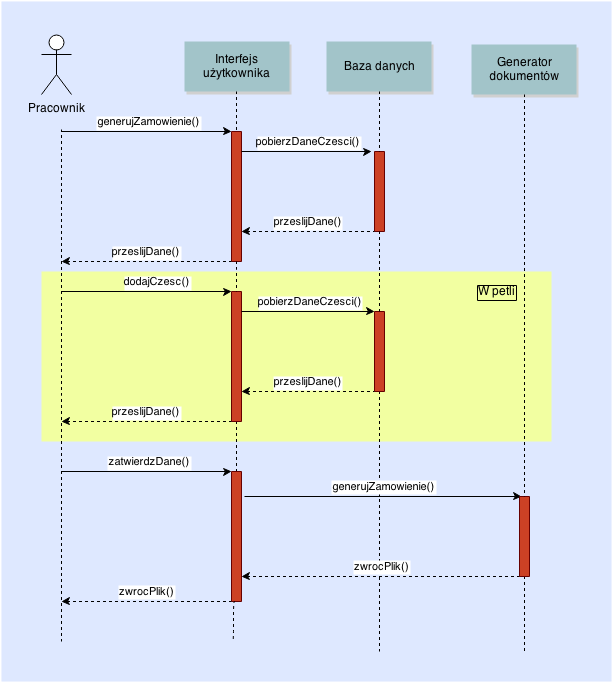 Interfejs
użytkownika
Baza danych
Generator
dokumentów
Pracownik
generujZamowienie()
pobierzDaneCzesci()
przeslijDane()
przeslijDane()
dodajCzesc()
W petli
pobierzDaneCzesci()
przeslijDane()
przeslijDane()
zatwierdzDane()
generujZamowienie()
zwrocPlik()
zwrocPlik()